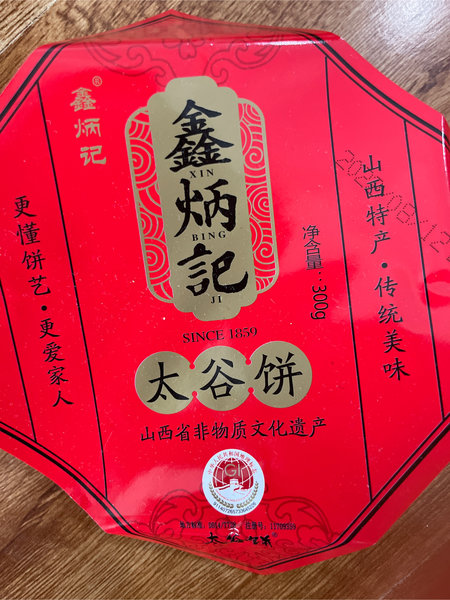 鑫炳记®
鑫
XIN
炳
BING
記
JI
更懂饼艺·更爱家人
山西特产·传统美味
净含量：300g
SINCE 1859
太谷饼
山西省非物质文化遗产